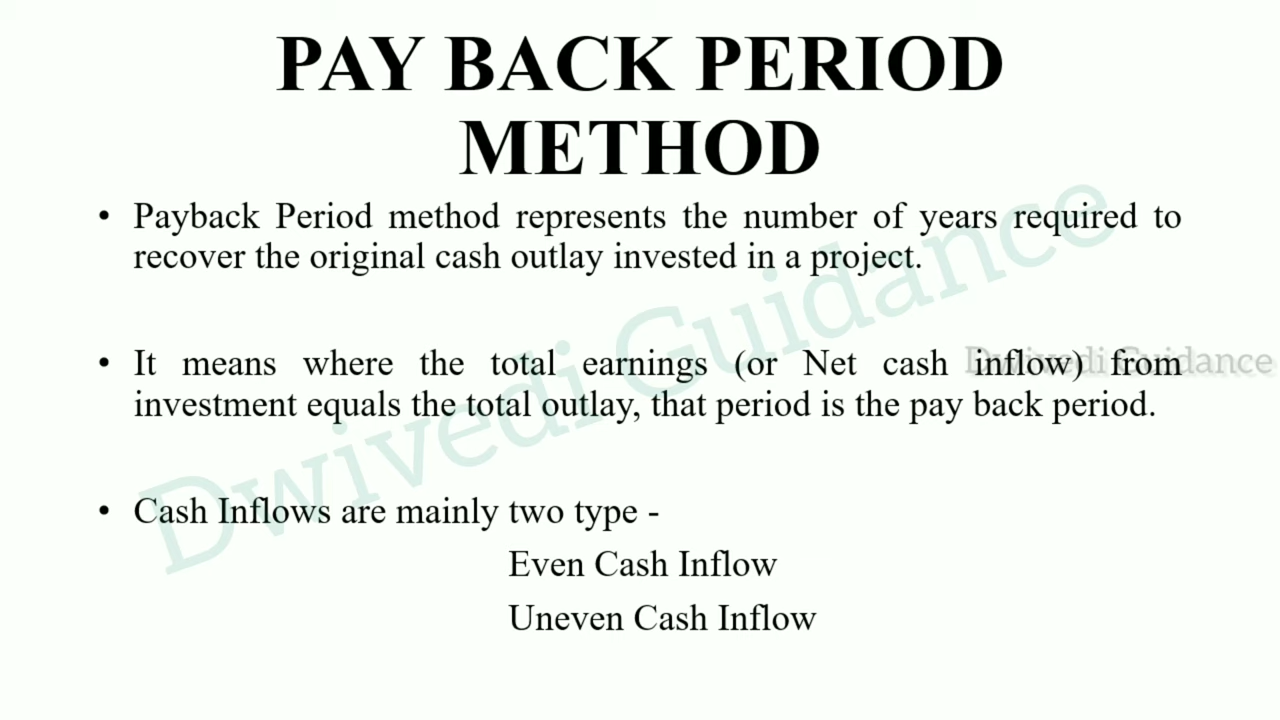 PAY BACK PERIOD
METHOD
• Payback Period method represents the number of years required to
recover the original cash outlay invested in a project.
• It means where the total earnings (or Net cash inflow) from
investment equals the total outlay, that period is the pay back period.
• Cash Inflows are mainly two type -
Even Cash Inflow
Uneven Cash Inflow
Dwivedi Guidance
Dwivedi Guidance